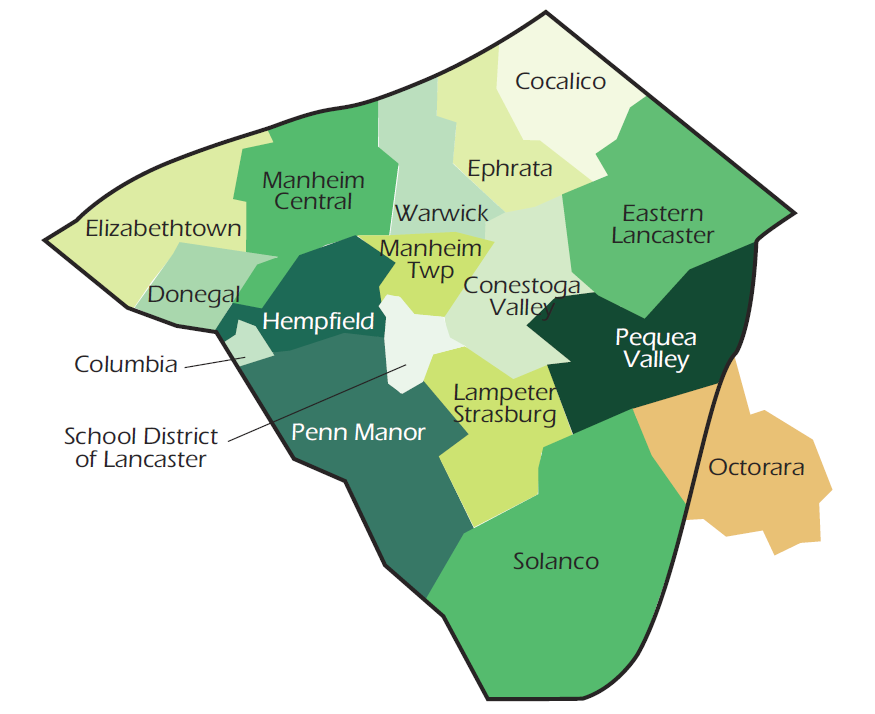 Cocalico
Ephrata
Manheim
Central
Warwick
Eastern
Lancaster
Elizabethtown
Manheim
Twp
Conestoga
Valley
Donegal
Hempfield
Pequea
Valley
Columbia
Lampeter
Strasburg
School District
of Lancaster
Penn Manor
Octorara
Solanco